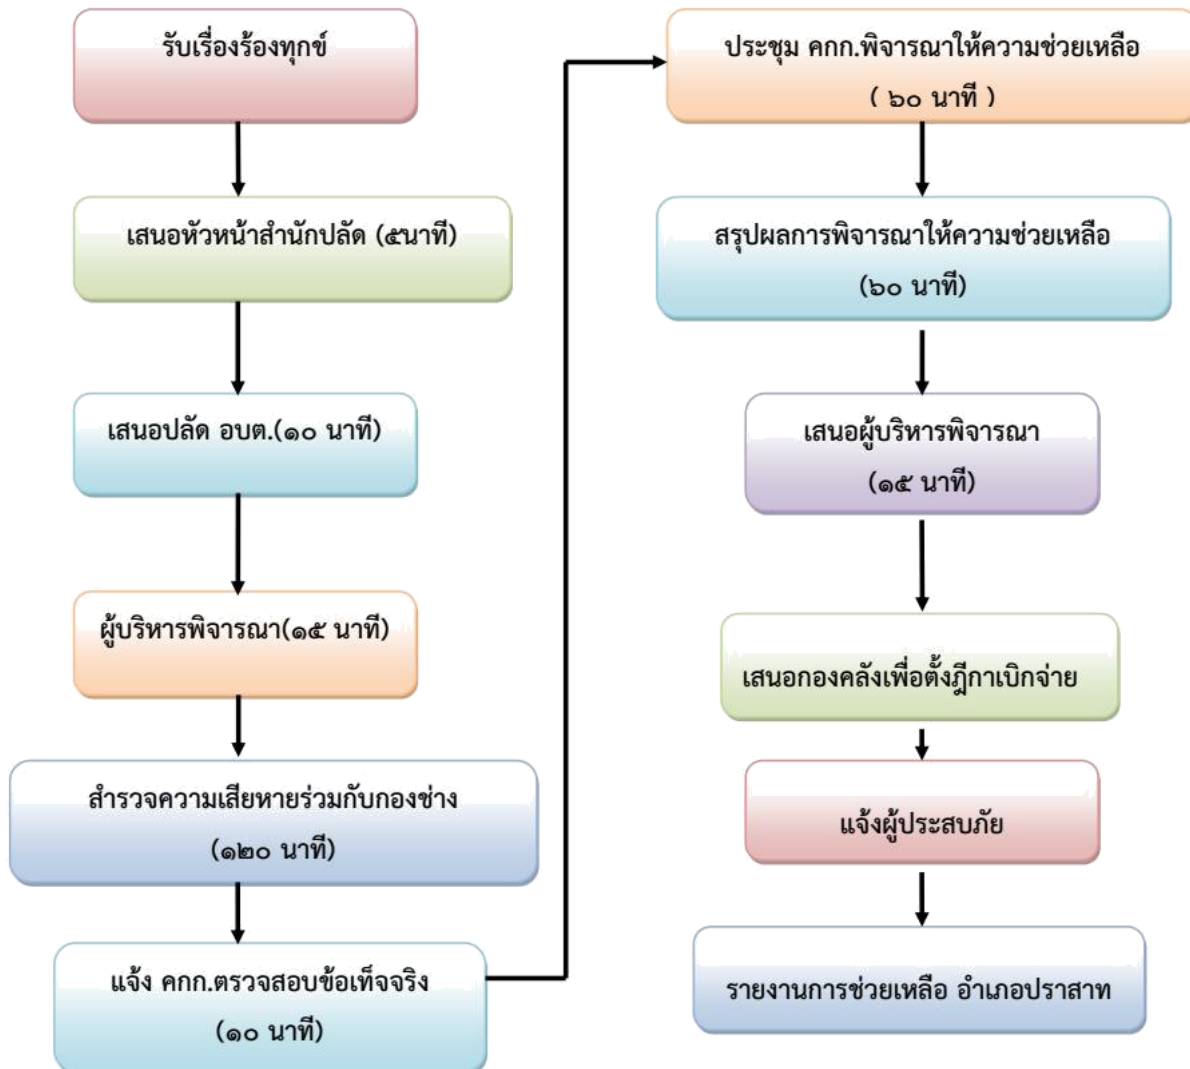 รับเรื่องร้องทุกข์
เสนอหัวหน้าสำนักปลัด (๕นาที)
เสนอปลัด อบต.(๑๐ นาที)
ผู้บริหารพิจารณา(๑๕ นาที)
สำรวจความเสียหายร่วมกับกองช่าง
(๑๒๐ นาที)
แจ้ง คกก.ตรวจสอบข้อเท็จจริง
(๑๐ นาที)
ประชุม คกก.พิจารณาให้ความช่วยเหลือ
( ๖๐ นาที )
สรุปผลการพิจารณาให้ความช่วยเหลือ
(๖๐ นาที)
เสนอผู้บริหารพิจารณา
(๑๕ นาที)
เสนอกองคลังเพื่อตั้งฎีกาเบิกจ่าย
แจ้งผู้ประสบภัย
รายงานการช่วยเหลือ อำเภอปราสาท